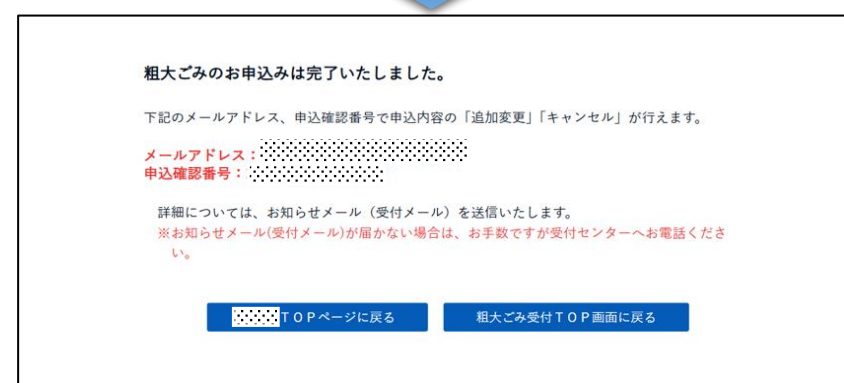 粗大ごみのお申込みは完了いたしました。
下記のメールアドレス、申込確認番号で申込内容の「追加変更」「キャンセル」が行えます。
メールアドレス：
申込確認番号：
詳細については、お知らせメール（受付メール）を送信いたします。
※お知らせメール(受付メール)が届かない場合は、お手数ですが受付センターへお電話くださ
い。
ＴＯＰページに戻る
粗大ごみ受付ＴＯＰ画面に戻る